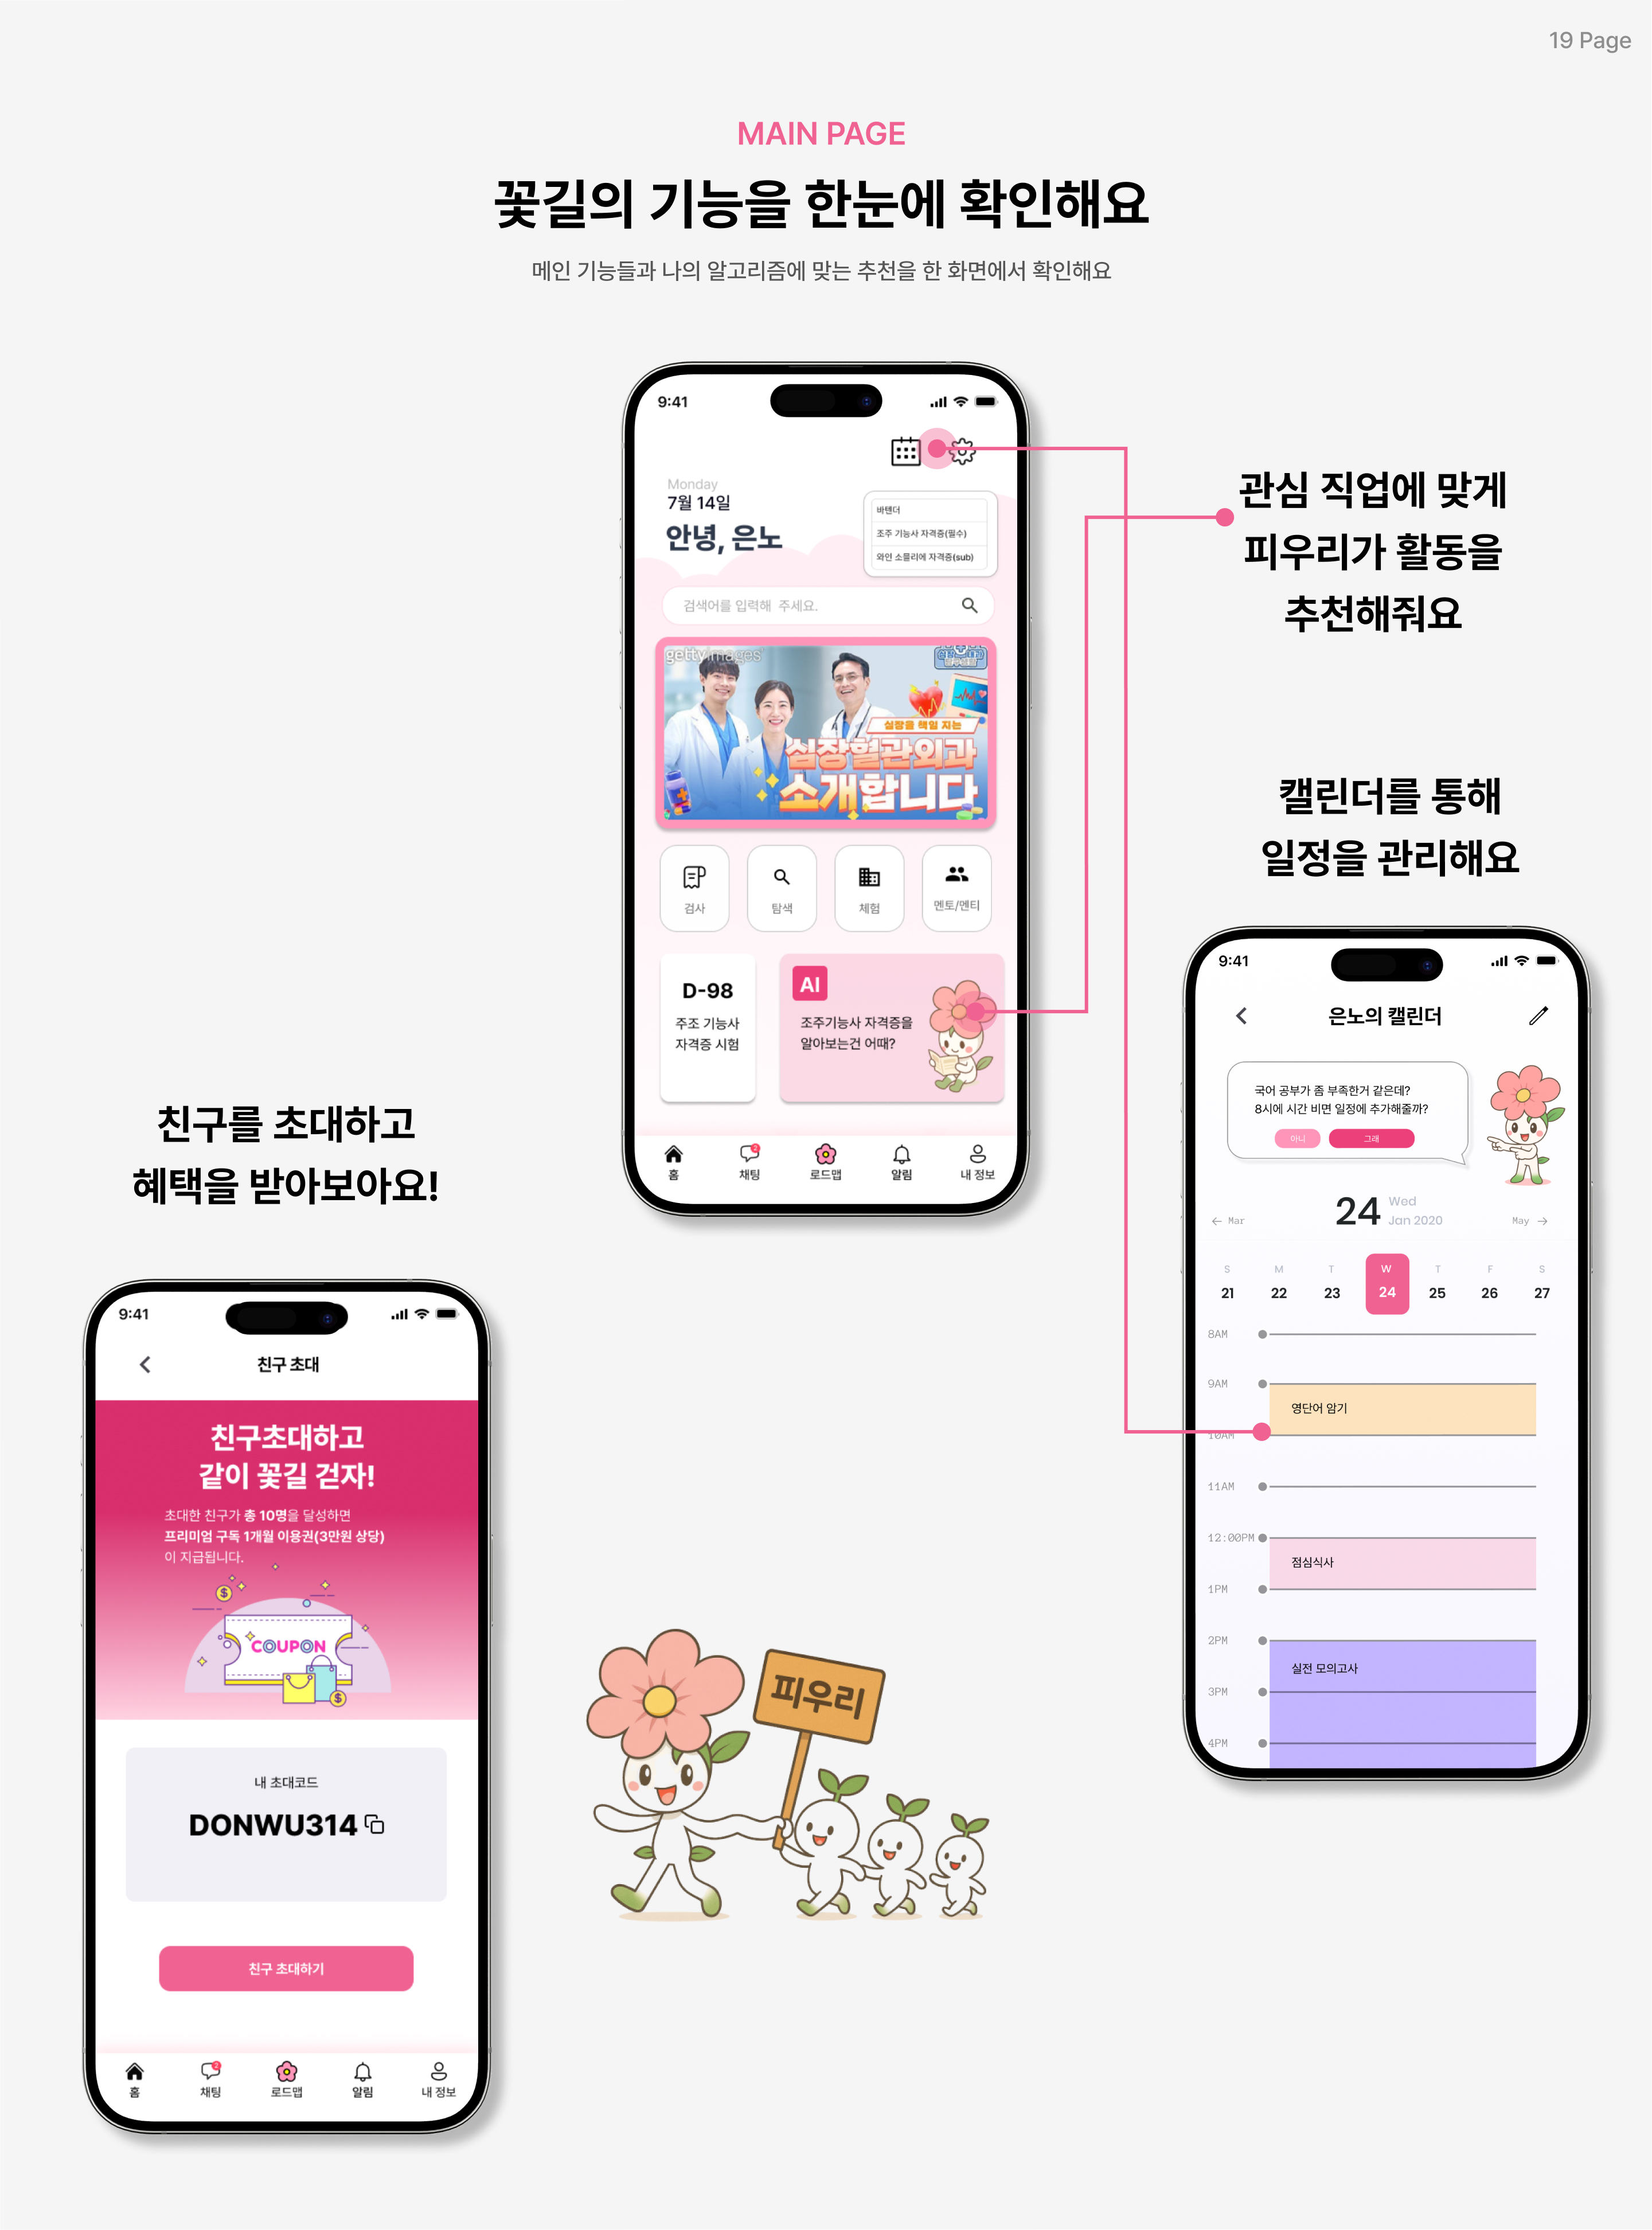 19 Page
MAIN PAGE
꽃길의 기능을 한눈에 확인해요
메인 기능들과 나의 알고리즘에 맞는 추천을 한 화면에서 확인해요
9:41
Monday
7월 14일
안녕, 은노
바텐더
조주 기능사 자격증(필수)
와인 소믈리에 자격증(sub)
검색어를 입력해 주세요.
gettyimages
심장을 책임 지는
심장혈관외과
소개합니다
검사
탐색
체험
멘토/멘티
D-98
주조 기능사
자격증 시험
AI
조주기능사 자격증을
알아보는건 어때?
홈
채팅
2
로드맵
알림
내 정보
관심 직업에 맞게
피우리가 활동을
추천해줘요
캘린더를 통해
일정을 관리해요
9:41
은노의 캘린더
국어 공부가 좀 부족한거 같은데?
8시에 시간 비면 일정에 추가해줄까?
아니
그래
← Mar
24
Wed
Jan 2020
May →
S M T W T F S
21 22 23 24 25 26 27
8AM
9AM
영단어 암기
10AM
11AM
12:00PM
점심식사
1PM
2PM
실전 모의고사
3PM
4PM
친구를 초대하고
혜택을 받아보아요!
9:41
친구 초대
친구초대하고
같이 꽃길 걷자!
초대한 친구가 총 10명을 달성하면
프리미엄 구독 1개월 이용권(3만원 상당)
이 지급됩니다.
$
COUPON
$
내 초대코드
DONWU314
친구 초대하기
홈
채팅
2
로드맵
알림
내 정보
피우리